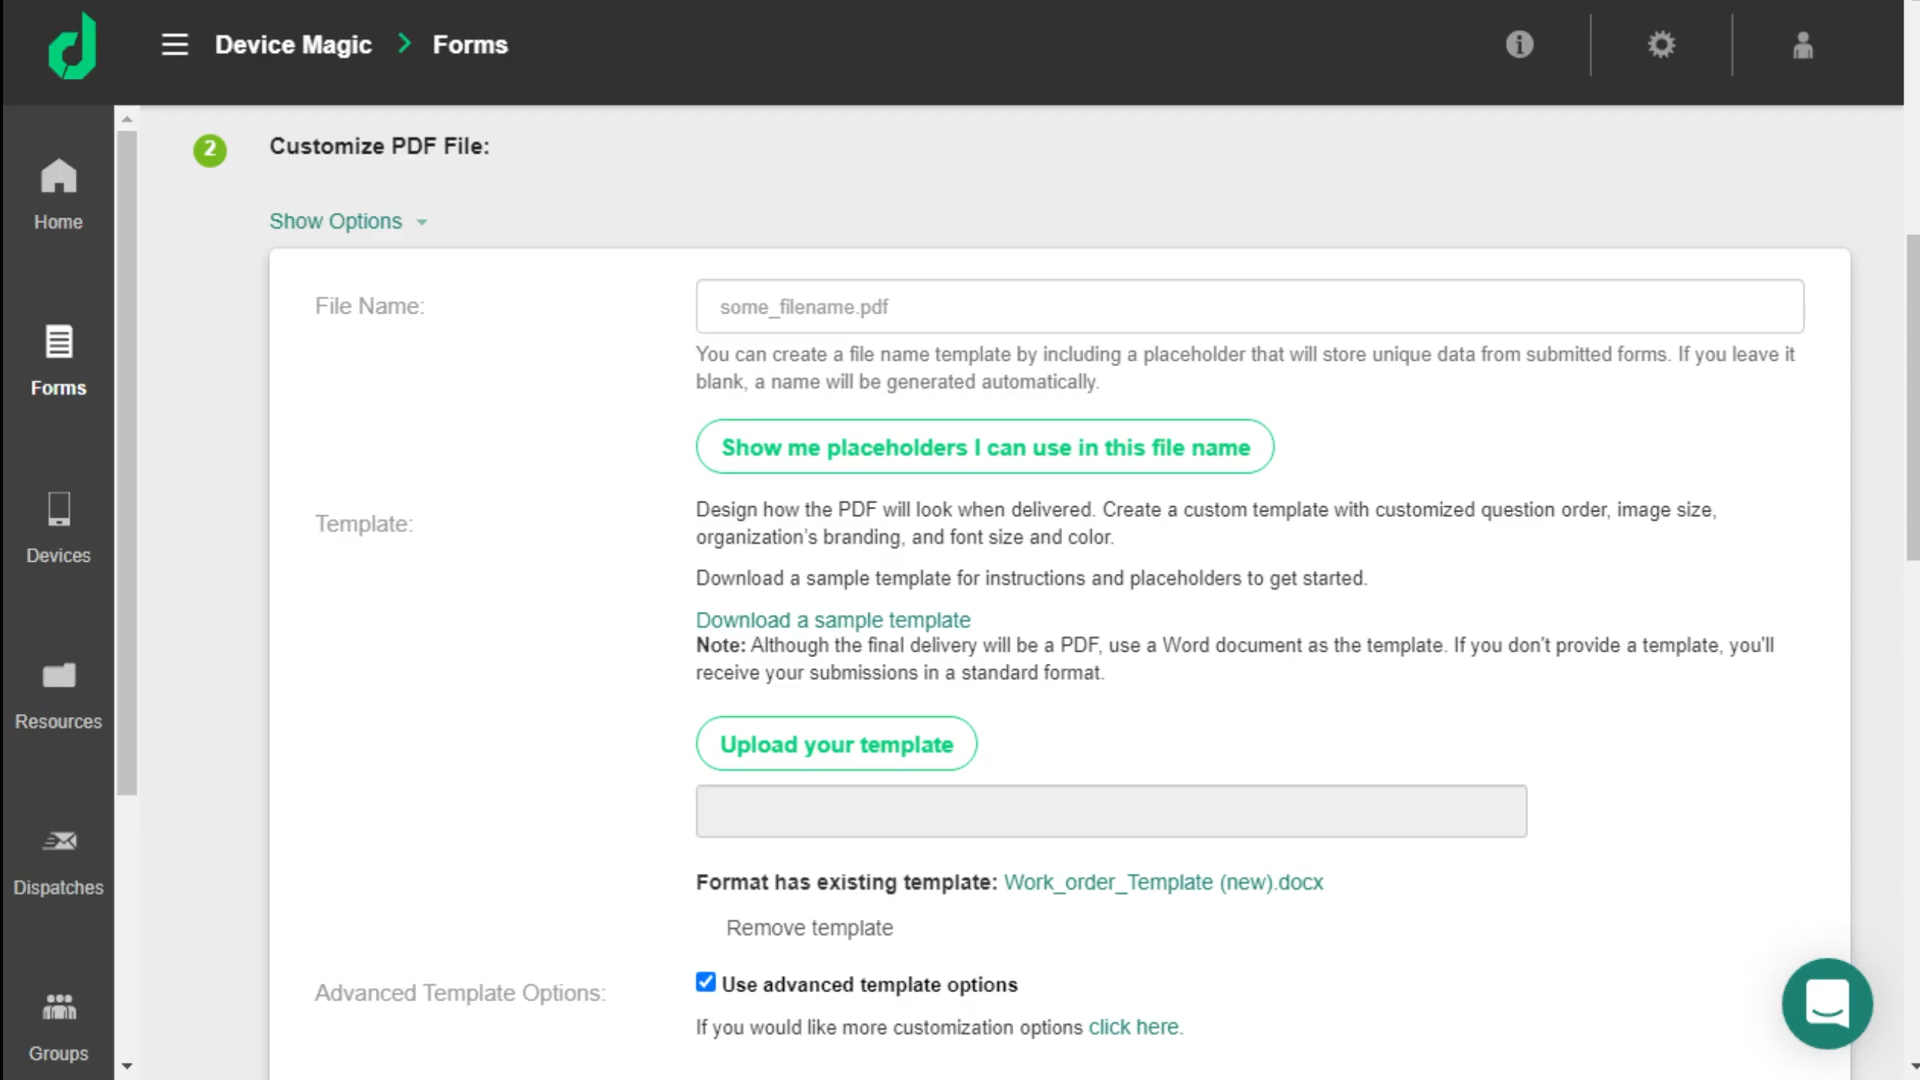 Device Magic > Forms
2 Customize PDF File:
Show Options
File Name:
some_filename.pdf
You can create a file name template by including a placeholder that will store unique data from submitted forms. If you leave it
blank, a name will be generated automatically.
Show me placeholders I can use in this file name
Template:
Design how the PDF will look when delivered. Create a custom template with customized question order, image size,
organization's branding, and font size and color.
Download a sample template for instructions and placeholders to get started.
Download a sample template
Note: Although the final delivery will be a PDF, use a Word document as the template. If you don't provide a template, you'll
receive your submissions in a standard format.
Upload your template
Format has existing template: Work_order_Template (new).docx
Remove template
Advanced Template Options:
Use advanced template options
If you would like more customization options click here.
Home
Forms
Devices
Resources
Dispatches
Groups